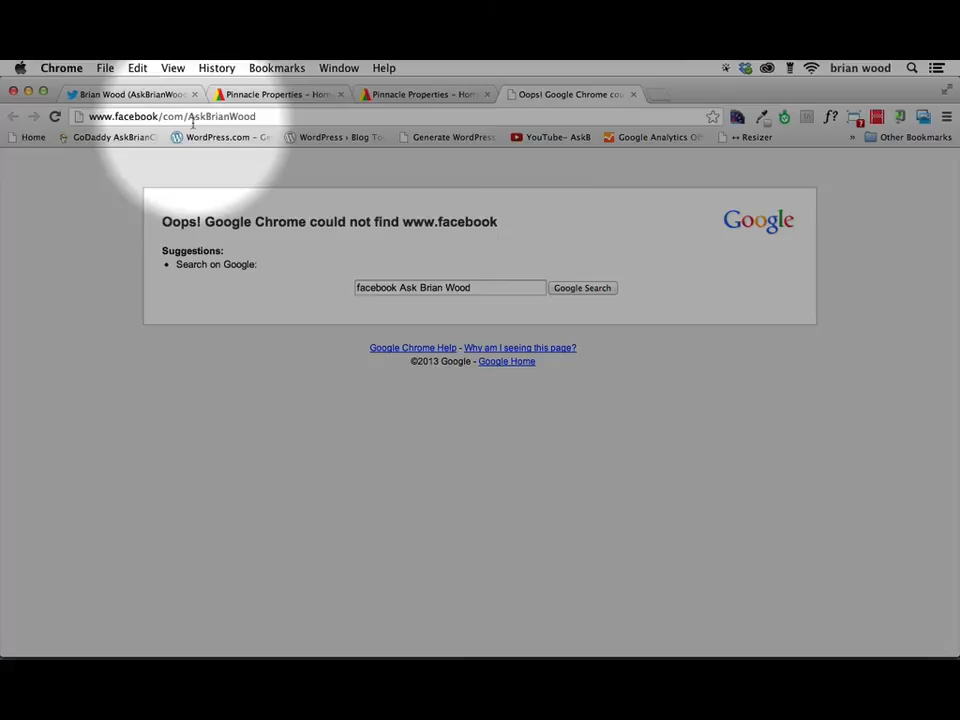 Chrome File Edit View History Bookmarks Window Help brian wood
Brian Wood (AskBrianWoo Pinnacle Properties – Hom Pinnacle Properties – Hom Oops! Google Chrome cou
www.facebook/com/AskBrianWood f? 7
Home GoDaddy AskBrianC WordPress.com – Ge WordPress › Blog To Generate WordPress YouTube– AskB Google Analytics Of ↔ Resizer » Other Bookmarks
Oops! Google Chrome could not find www.facebook
Google
Suggestions:
• Search on Google:
facebook Ask Brian Wood Google Search
Google Chrome Help - Why am I seeing this page?
©2013 Google - Google Home